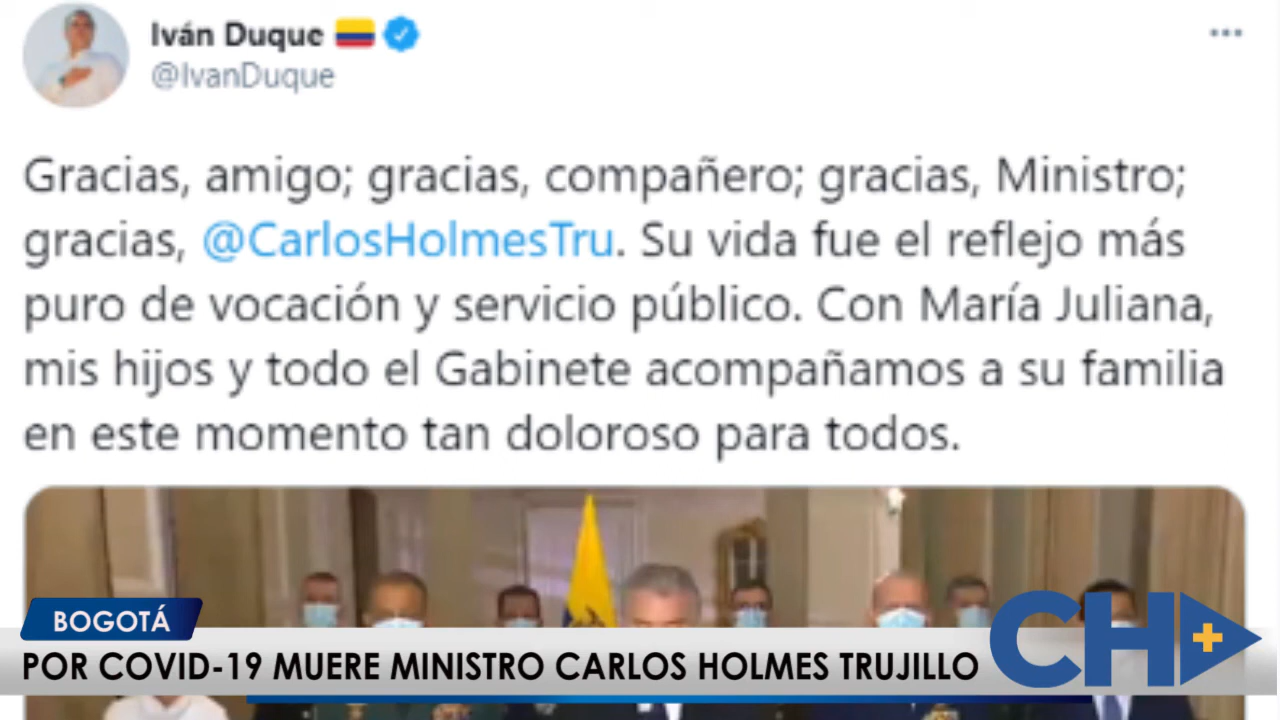 Iván Duque
@IvanDuque
Gracias, amigo; gracias, compañero; gracias, Ministro;
gracias, @CarlosHolmesTru. Su vida fue el reflejo más
puro de vocación y servicio público. Con María Juliana,
mis hijos y todo el Gabinete acompañamos a su familia
en este momento tan doloroso para todos.
BOGOTÁ
POR COVID-19 MUERE MINISTRO CARLOS HOLMES TRUJILLO
CH+